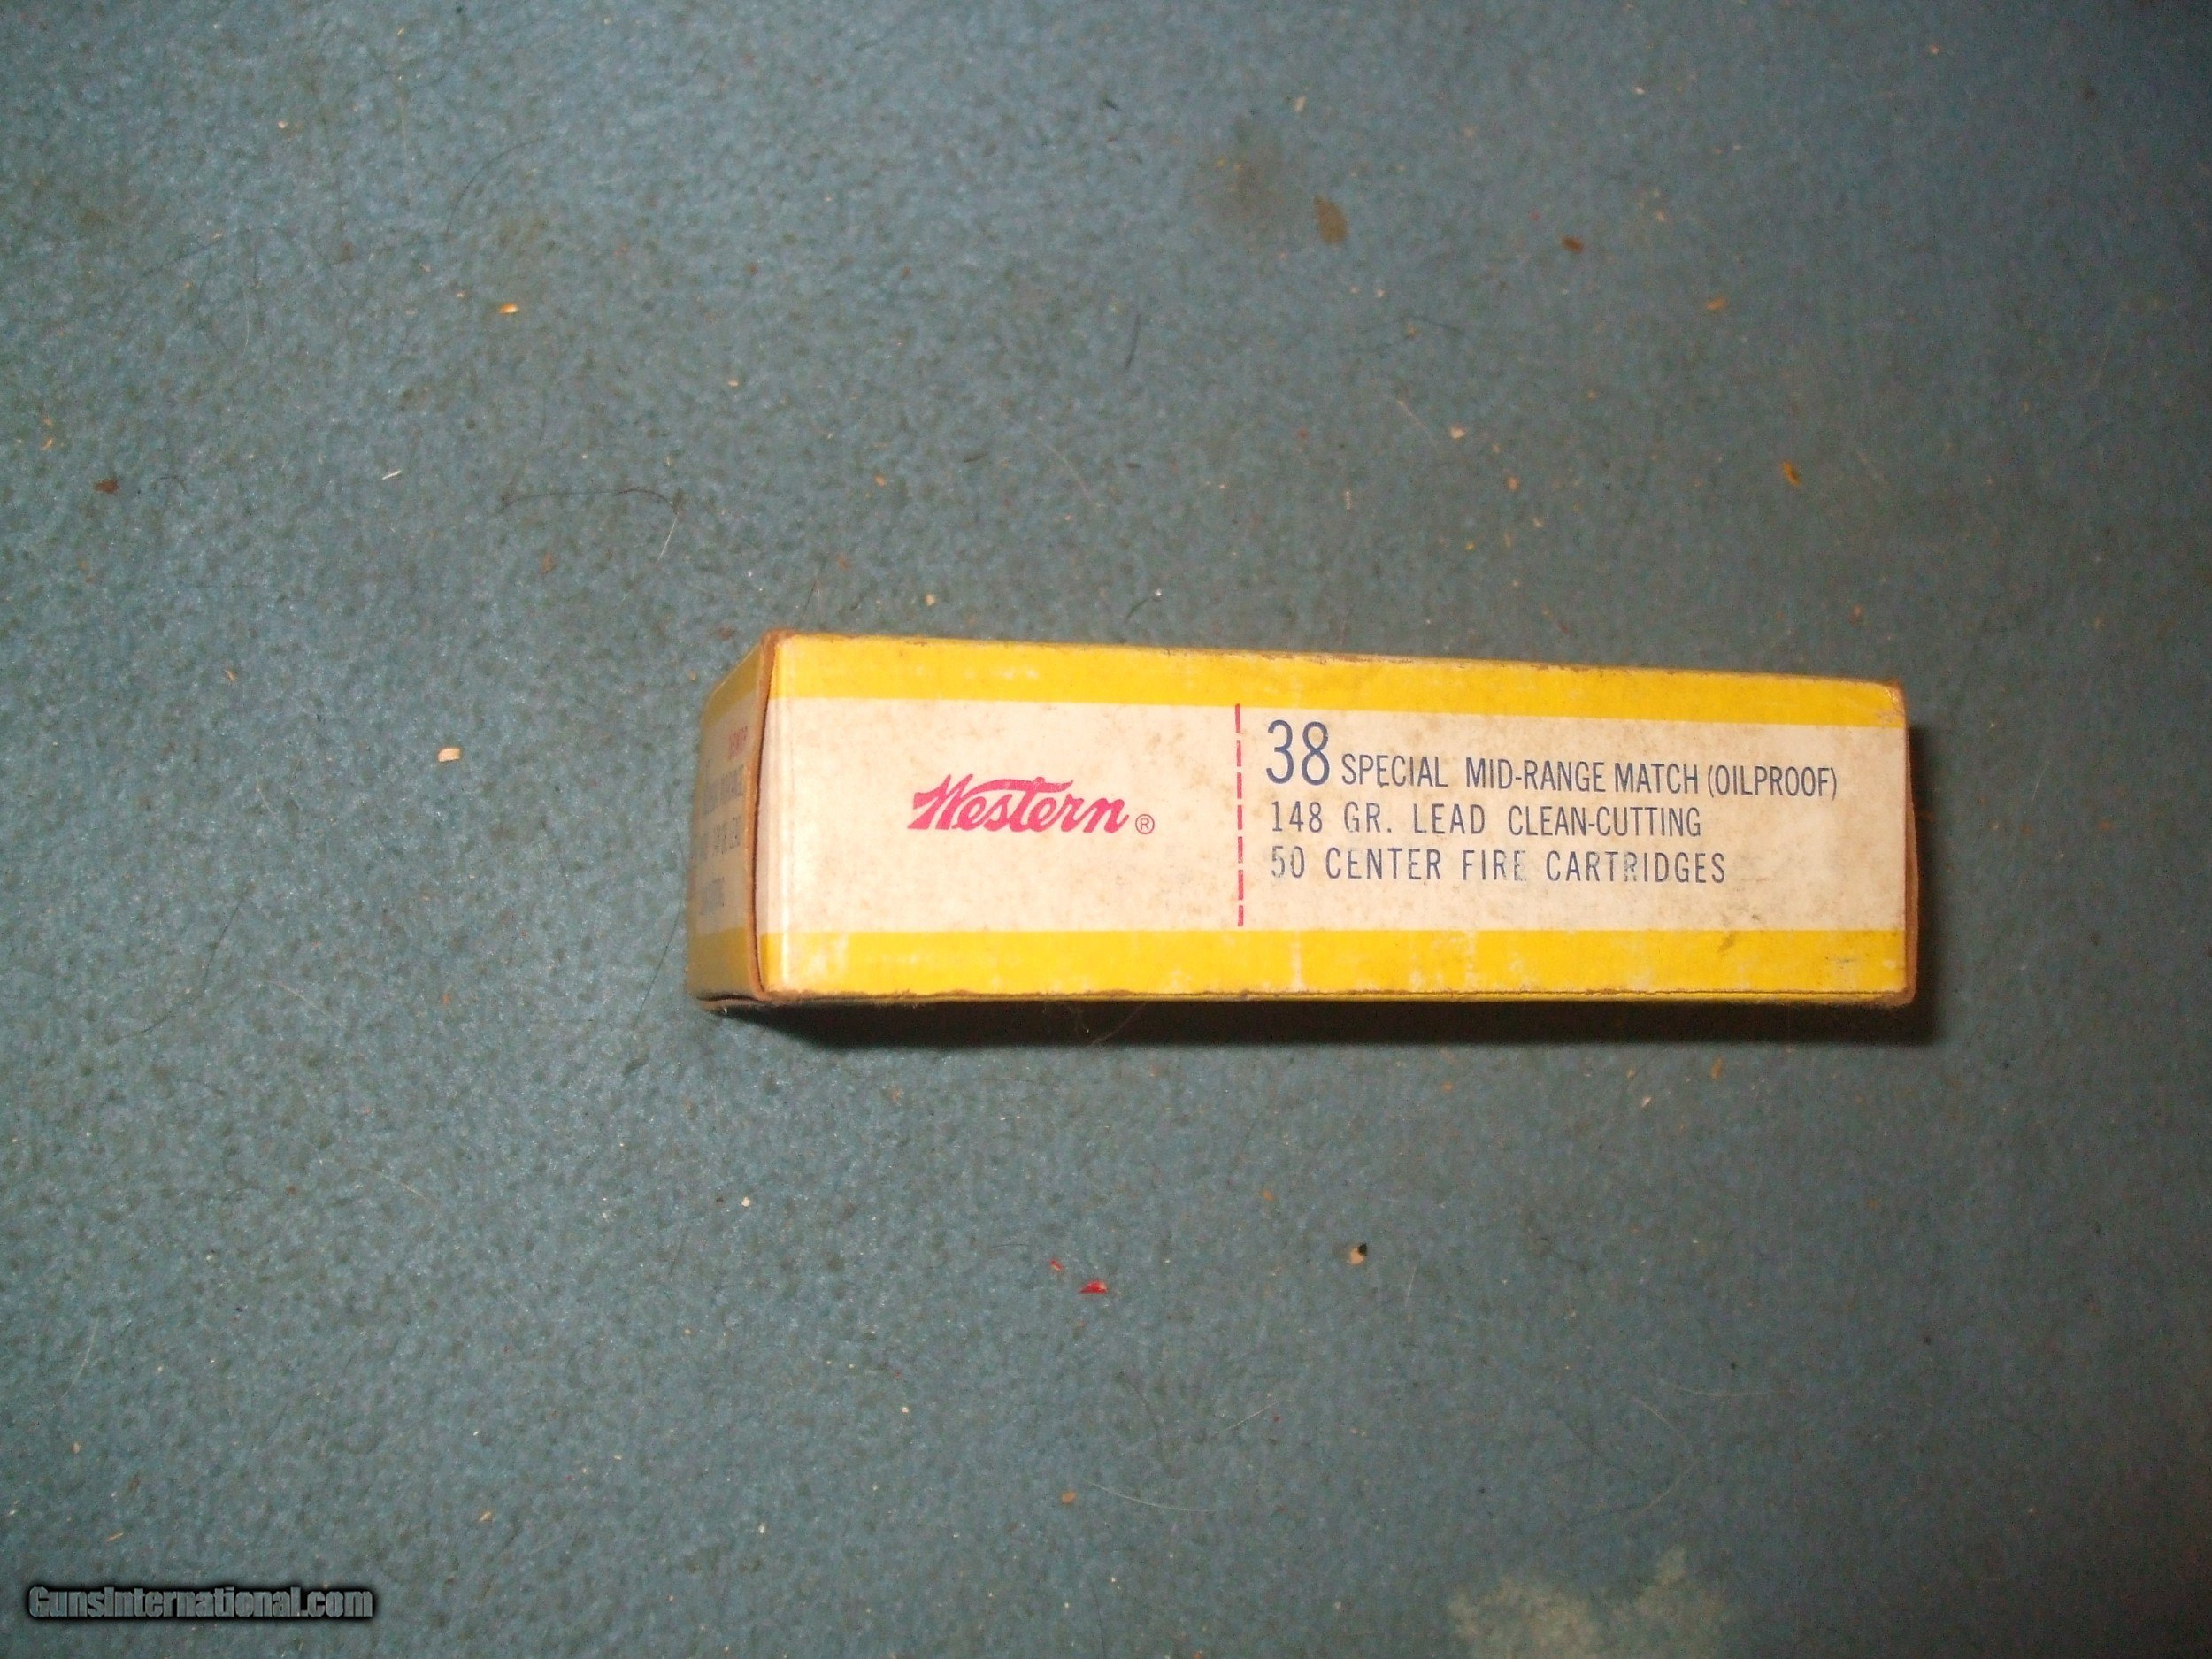 Western®
38 SPECIAL MID-RANGE MATCH (OILPROOF)
148 GR. LEAD CLEAN-CUTTING
50 CENTER FIRE CARTRIDGES
GunsInternational.com